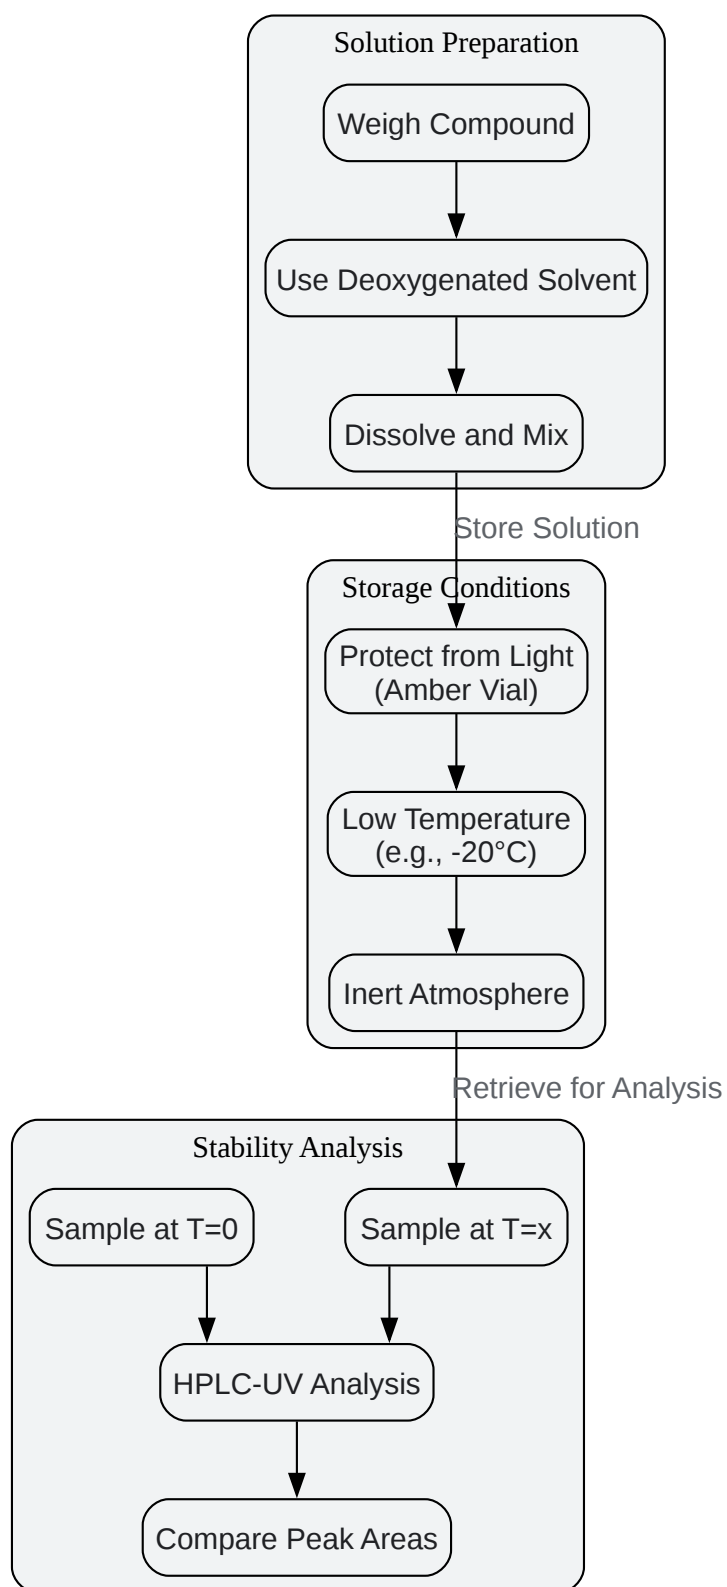 Solution Preparation
Weigh Compound
Use Deoxygenated Solvent
Dissolve and Mix
Store Solution
Storage Conditions
Protect from Light
(Amber Vial)
Low Temperature
(e.g., -20°C)
Inert Atmosphere
Retrieve for Analysis
Stability Analysis
Sample at T=0
Sample at T=x
HPLC-UV Analysis
Compare Peak Areas